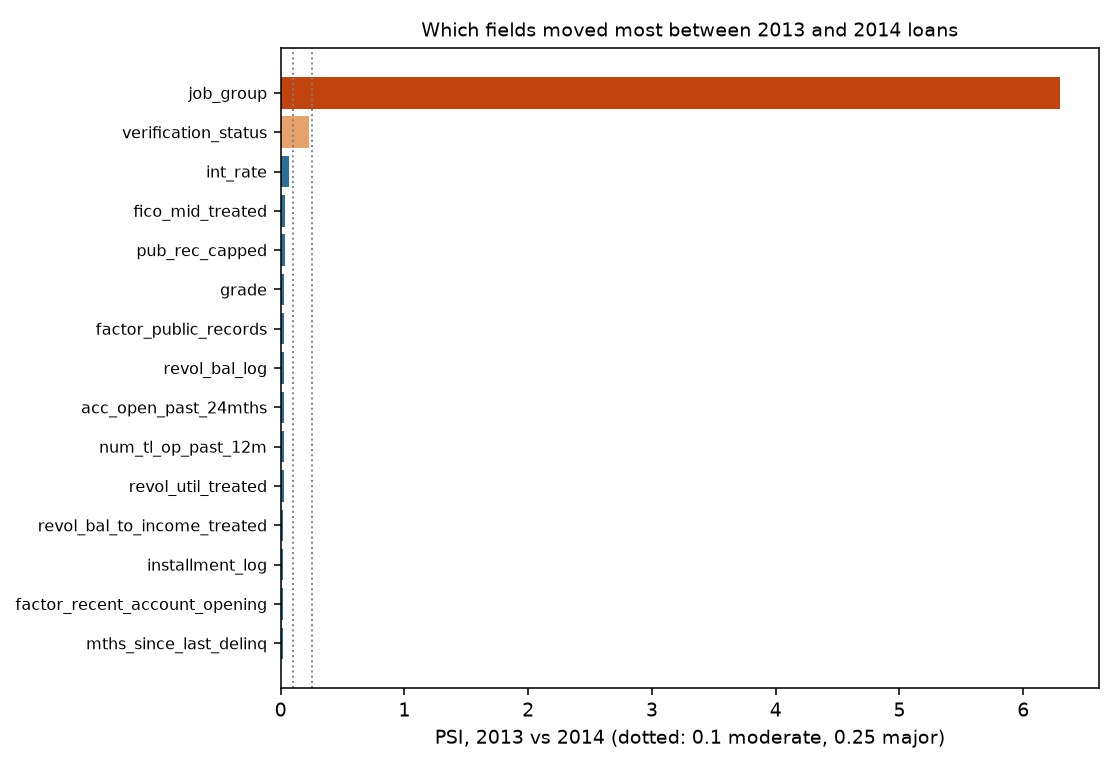 Which fields moved most between 2013 and 2014 loans
job_group
verification_status
int_rate
fico_mid_treated
pub_rec_capped
grade
factor_public_records
revol_bal_log
acc_open_past_24mths
num_tl_op_past_12m
revol_util_treated
revol_bal_to_income_treated
installment_log
factor_recent_account_opening
mths_since_last_delinq
0 1 2 3 4 5 6
PSI, 2013 vs 2014 (dotted: 0.1 moderate, 0.25 major)